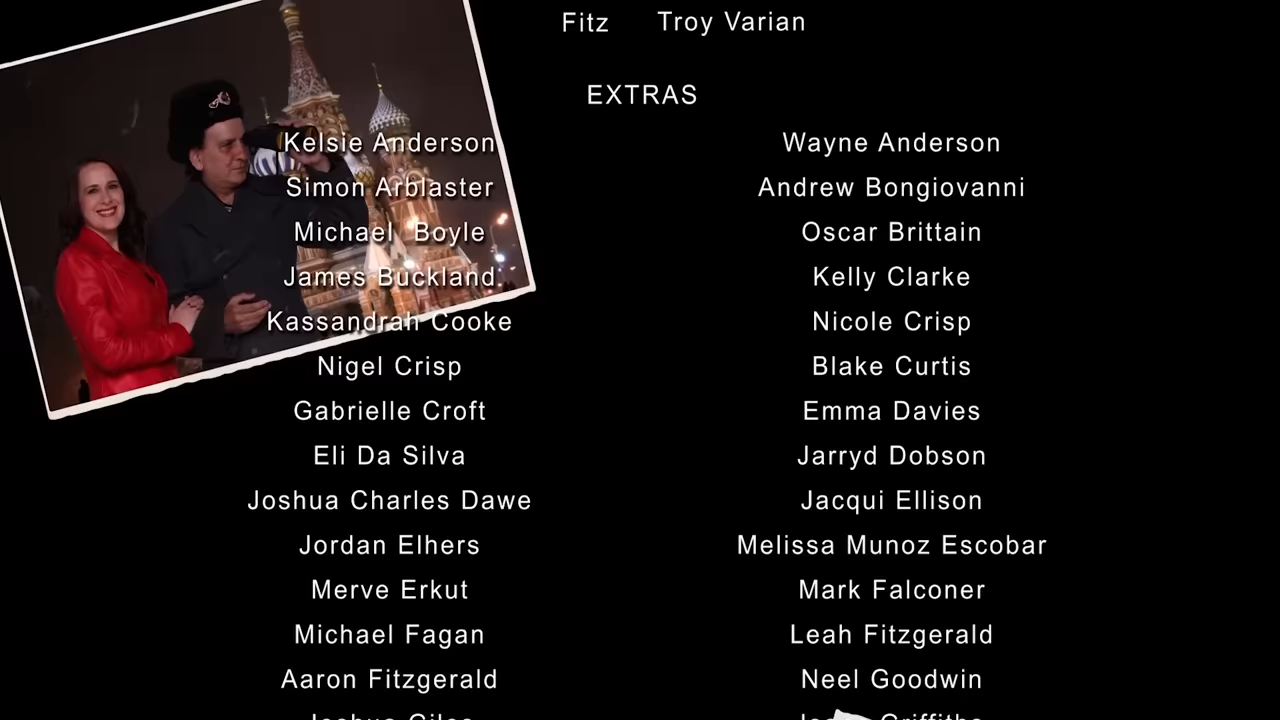 Fitz Troy Varian
EXTRAS
Kelsie Anderson Wayne Anderson
Simon Arblaster Andrew Bongiovanni
Michael Boyle Oscar Brittain
James Buckland Kelly Clarke
Kassandrah Cooke Nicole Crisp
Nigel Crisp Blake Curtis
Gabrielle Croft Emma Davies
Eli Da Silva Jarryd Dobson
Joshua Charles Dawe Jacqui Ellison
Jordan Elhers Melissa Munoz Escobar
Merve Erkut Mark Falconer
Michael Fagan Leah Fitzgerald
Aaron Fitzgerald Neel Goodwin